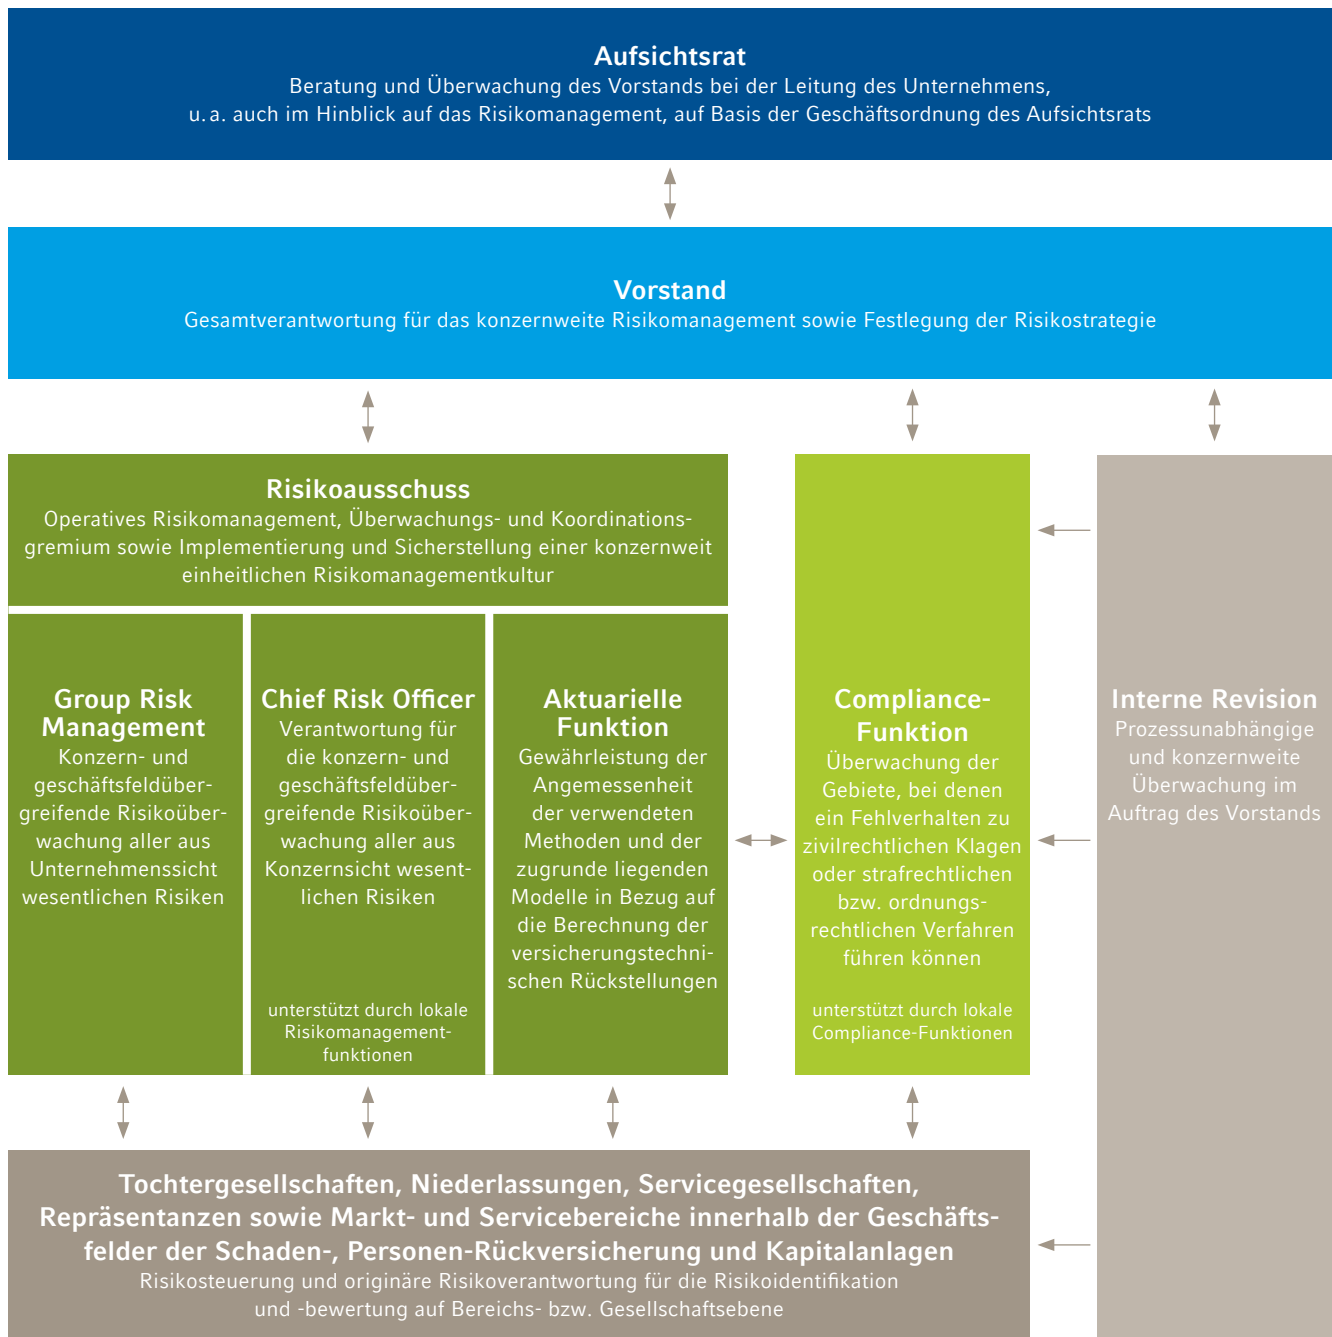 Aufsichtsrat
Beratung und Überwachung des Vorstands bei der Leitung des Unternehmens,
u. a. auch im Hinblick auf das Risikomanagement, auf Basis der Geschäftsordnung des Aufsichtsrats
Vorstand
Gesamtverantwortung für das konzernweite Risikomanagement sowie Festlegung der Risikostrategie
Risikoausschuss
Operatives Risikomanagement, Überwachungs- und Koordinations-
gremium sowie Implementierung und Sicherstellung einer konzernweit
einheitlichen Risikomanagementkultur
Group Risk
Management
Konzern- und
geschäftsfeldüber-
greifende Risikoüber-
wachung aller aus
Unternehmenssicht
wesentlichen Risiken
Chief Risk Officer
Verantwortung für
die konzern- und
geschäftsfeldüber-
greifende Risikoüber-
wachung aller aus
Konzernsicht wesent-
lichen Risiken
unterstützt durch lokale
Risikomanagement-
funktionen
Aktuarielle
Funktion
Gewährleistung der
Angemessenheit
der verwendeten
Methoden und der
zugrunde liegenden
Modelle in Bezug auf
die Berechnung der
versicherungstechni-
schen Rückstellungen
Compliance-
Funktion
Überwachung der
Gebiete, bei denen
ein Fehlverhalten zu
zivilrechtlichen Klagen
oder strafrechtlichen
bzw. ordnungs-
rechtlichen Verfahren
führen können
unterstützt durch lokale
Compliance-Funktionen
Interne Revision
Prozessunabhängige
und konzernweite
Überwachung im
Auftrag des Vorstands
Tochtergesellschaften, Niederlassungen, Servicegesellschaften,
Repräsentanzen sowie Markt- und Servicebereiche innerhalb der Geschäfts-
felder der Schaden-, Personen-Rückversicherung und Kapitalanlagen
Risikosteuerung und originäre Risikoverantwortung für die Risikoidentifikation
und -bewertung auf Bereichs- bzw. Gesellschaftsebene